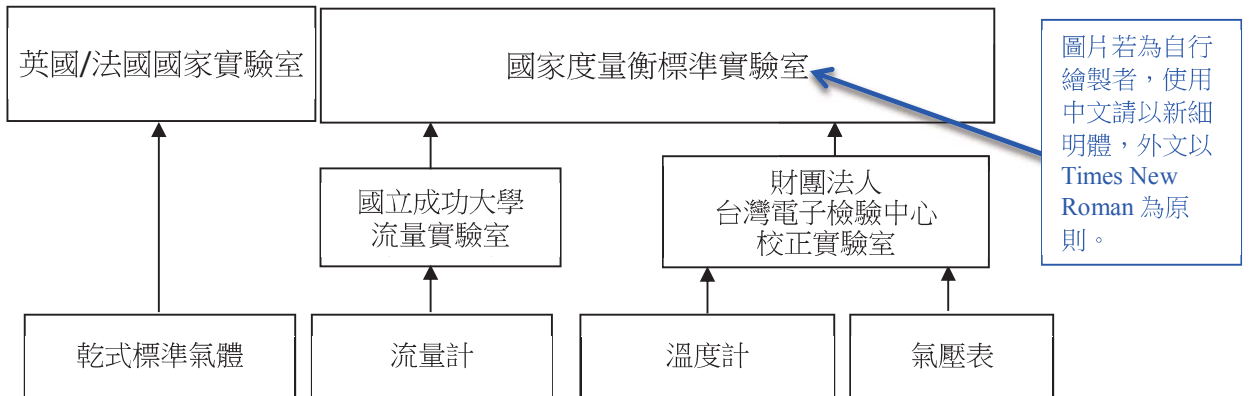 英國/法國國家實驗室
國家度量衡標準實驗室
圖片若為自行
繪製者，使用
中文請以新細
明體，外文以
Times New
Roman 為原
則。
國立成功大學
流量實驗室
財團法人
台灣電子檢驗中心
校正實驗室
乾式標準氣體
流量計
溫度計
氣壓表